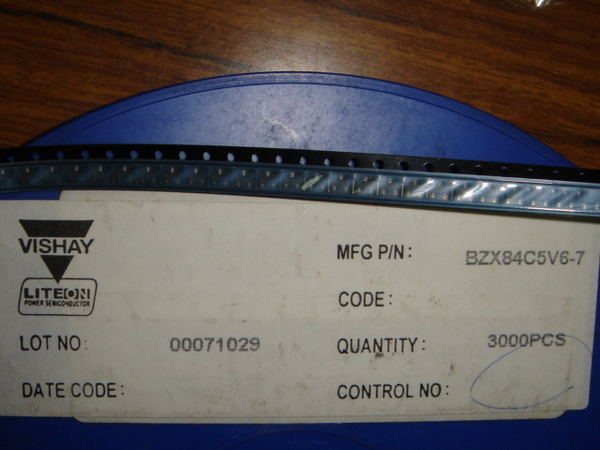 VISHAY
LITEON
POWER SEMICONDUCTOR
MFG P/N: BZX84C5V6-7
CODE:
LOT NO: 00071029 QUANTITY: 3000PCS
DATE CODE: CONTROL NO: